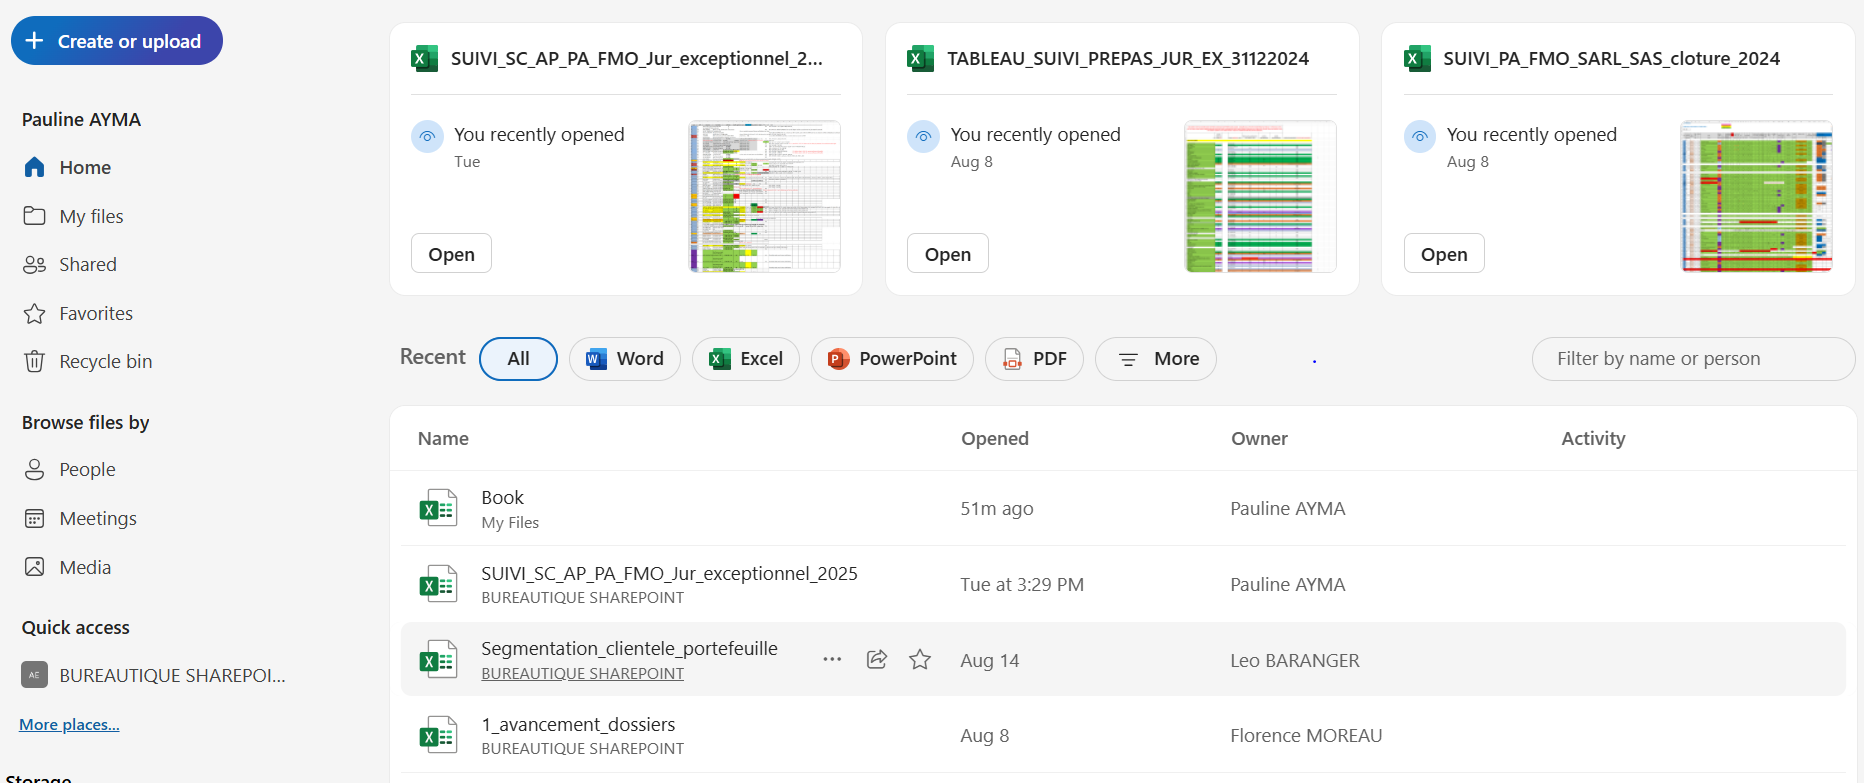 Create or upload
Pauline AYMA
Home
My files
Shared
Favorites
Recycle bin
Browse files by
People
Meetings
Media
Quick access
AE BUREAUTIQUE SHAREPOI...
More places...
Storage
SUIVI_SC_AP_PA_FMO_Jur_exceptionnel_2...
You recently opened
Tue
Open
TABLEAU_SUIVI_PREPAS_JUR_EX_31122024
You recently opened
Aug 8
Open
SUIVI_PA_FMO_SARL_SAS_cloture_2024
You recently opened
Aug 8
Open
Recent All Word Excel PowerPoint PDF More Filter by name or person
Name Opened Owner Activity
Book 51m ago Pauline AYMA
My Files
SUIVI_SC_AP_PA_FMO_Jur_exceptionnel_2025 Tue at 3:29 PM Pauline AYMA
BUREAUTIQUE SHAREPOINT
Segmentation_clientele_portefeuille Aug 14 Leo BARANGER
BUREAUTIQUE SHAREPOINT
1_avancement_dossiers Aug 8 Florence MOREAU
BUREAUTIQUE SHAREPOINT